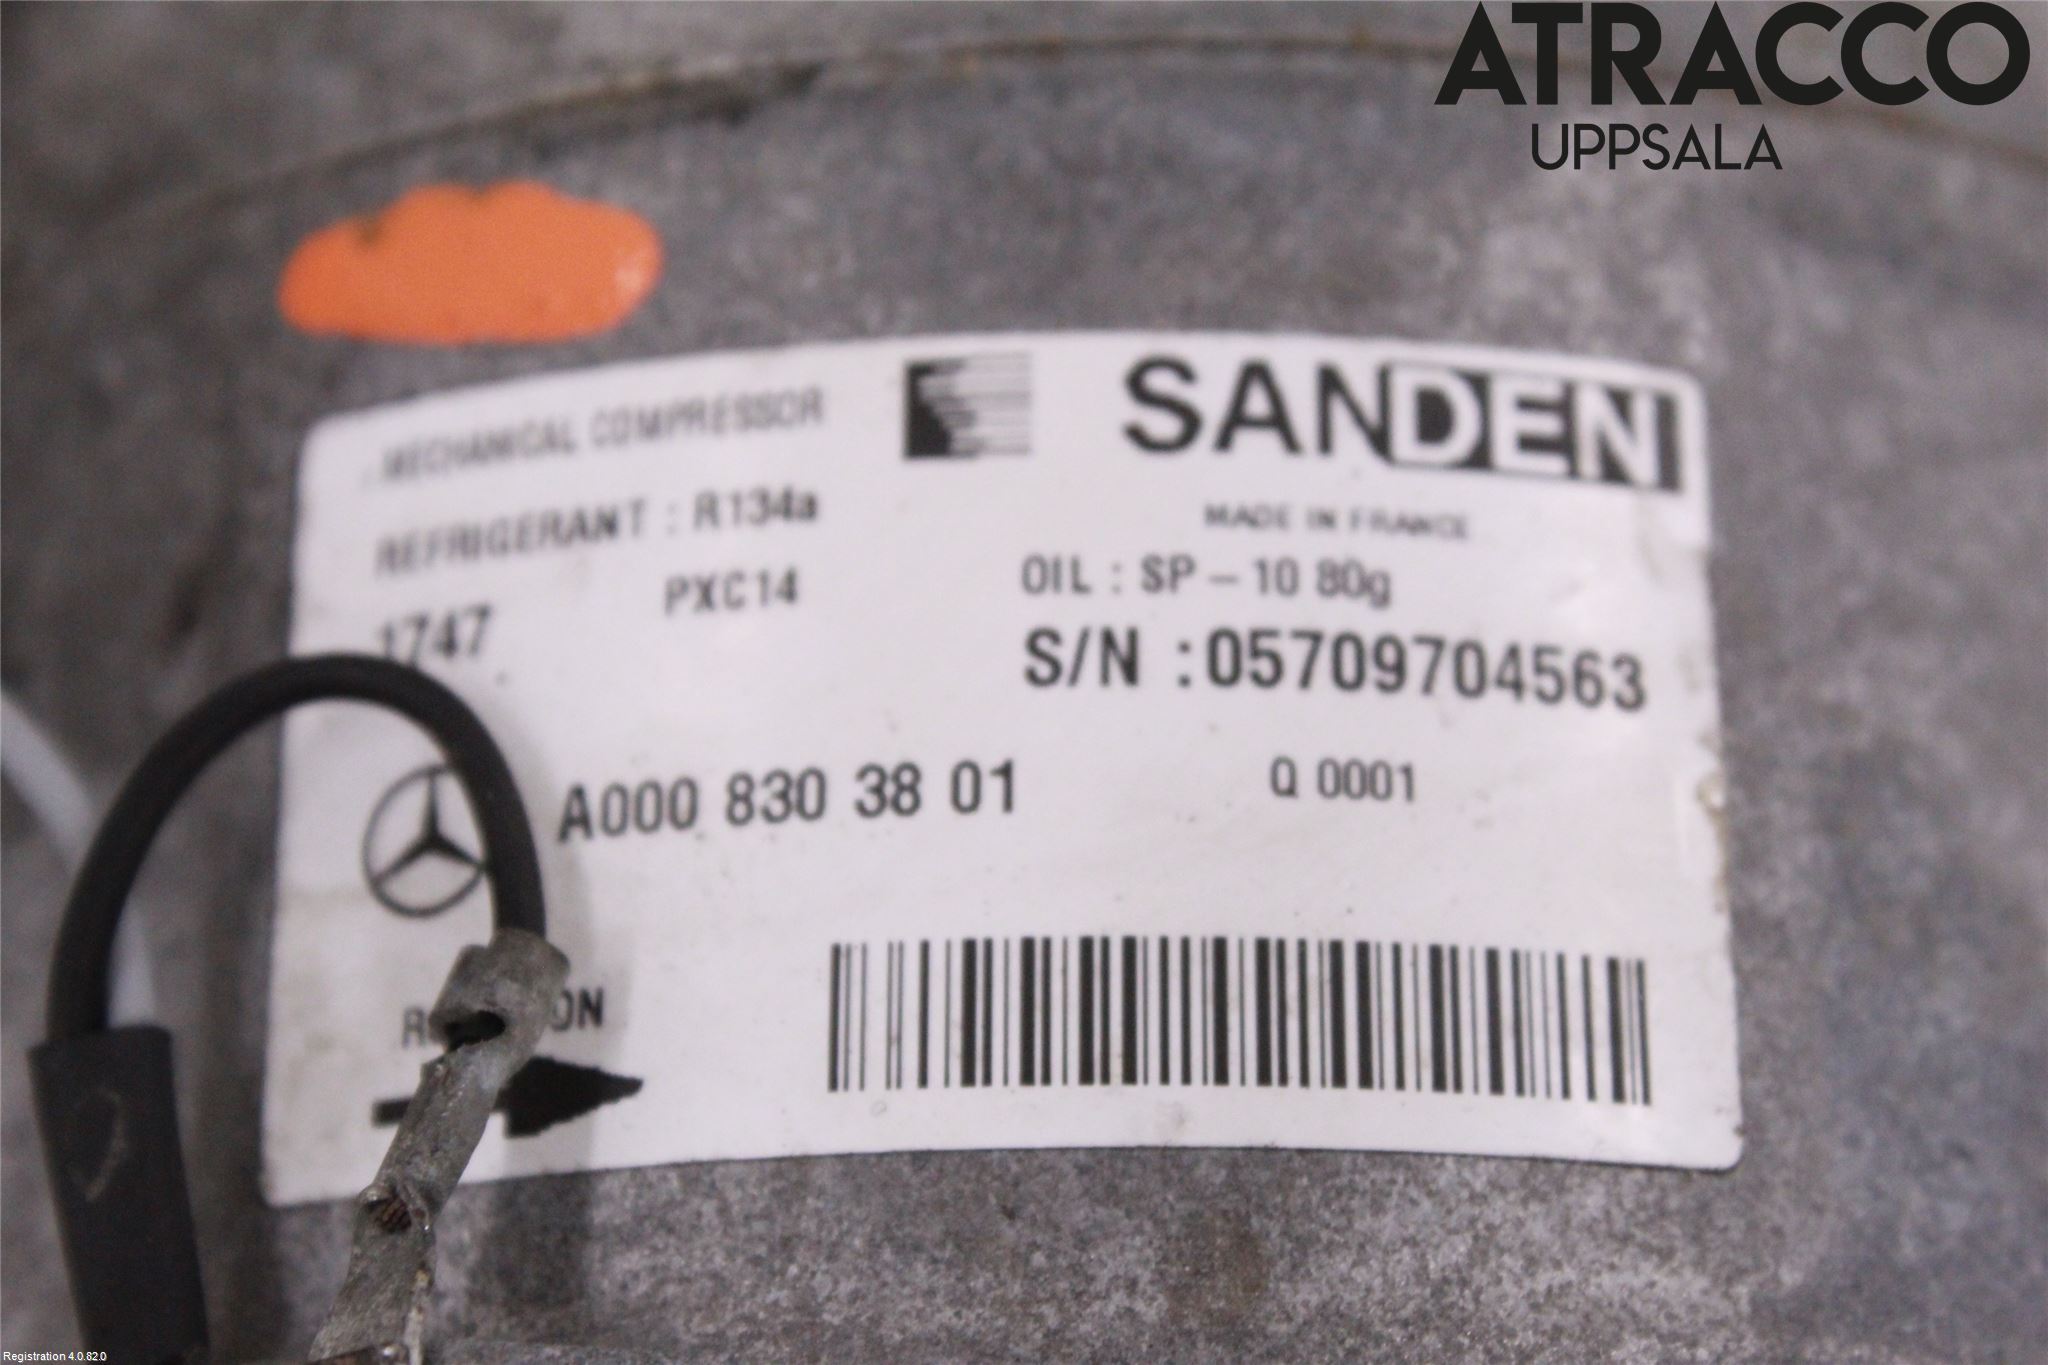 ATRACCO
UPPSALA
MECHANICAL COMPRESSOR
SANDEN
MADE IN FRANCE
REFRIGERANT : R134a
PXC14
OIL : SP - 10 80g
1747
S/N : 05709704563
A000 830 38 01
Q 0001
Registration 4.0.82.0